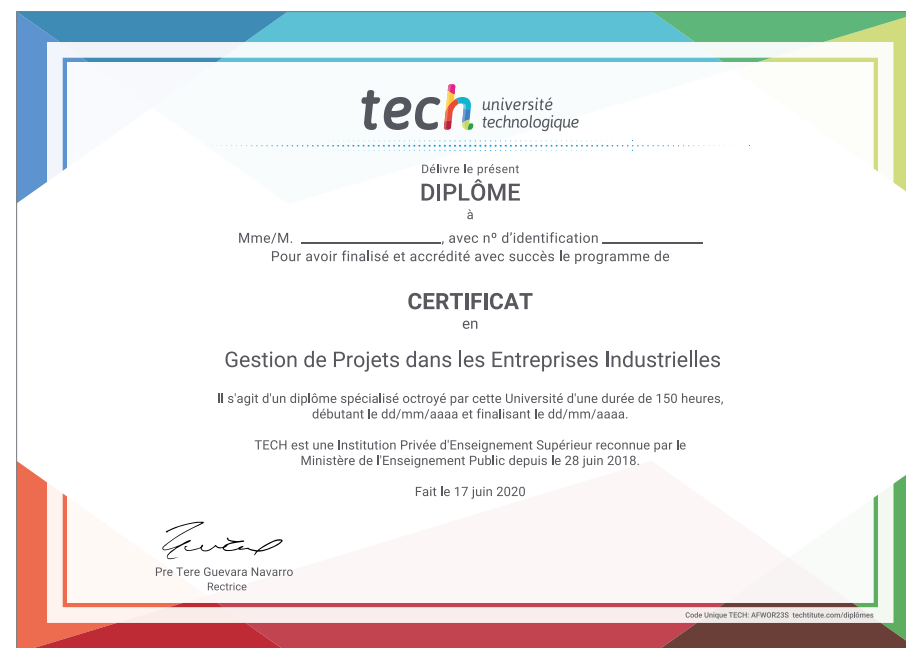 tech université
technologique
Délivre le présent
DIPLÔME
à
Mme/M. ____________________, avec nº d'identification ______________
Pour avoir finalisé et accrédité avec succès le programme de
CERTIFICAT
en
Gestion de Projets dans les Entreprises Industrielles
Il s'agit d'un diplôme spécialisé octroyé par cette Université d'une durée de 150 heures,
débutant le dd/mm/aaaa et finalisant le dd/mm/aaaa.
TECH est une Institution Privée d'Enseignement Supérieur reconnue par le
Ministère de l'Enseignement Public depuis le 28 juin 2018.
Fait le 17 juin 2020
Pre Tere Guevara Navarro
Rectrice
Code Unique TECH: AFWOR23S techtitute.com/diplômes